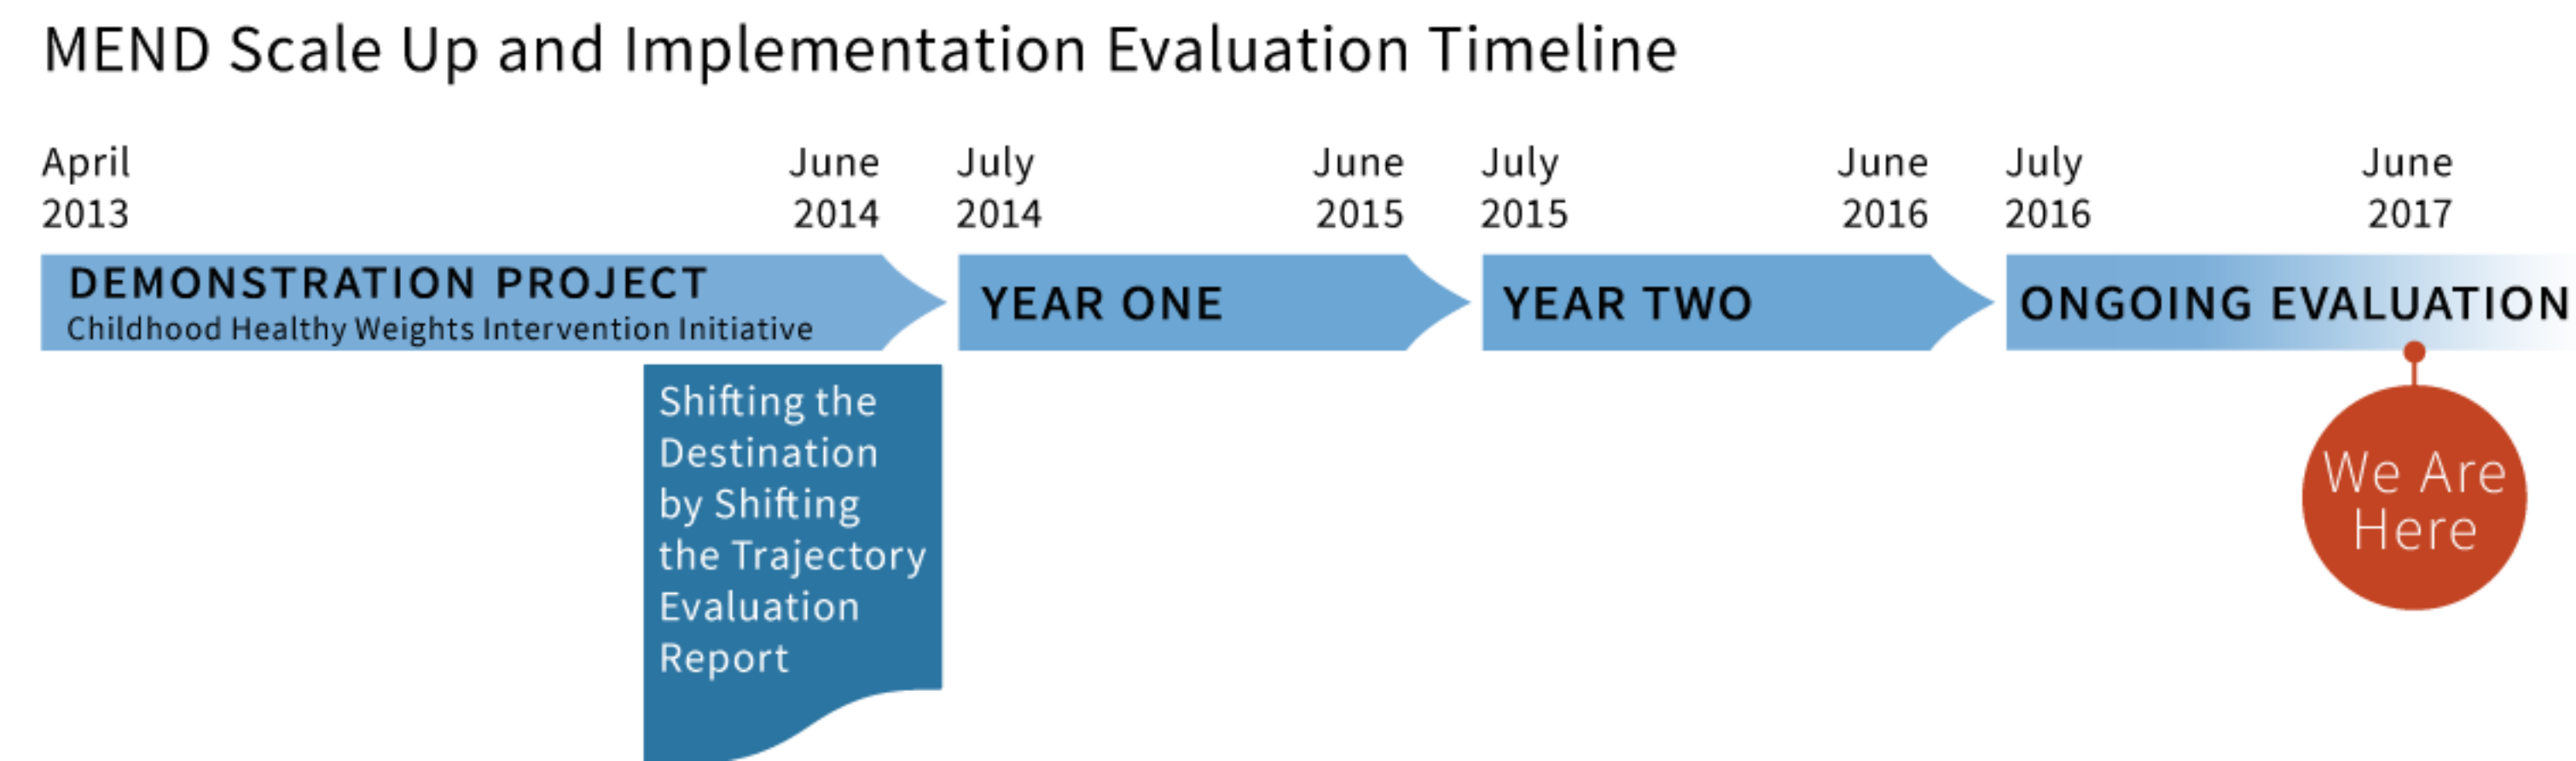 MEND Scale Up and Implementation Evaluation Timeline
April 2013
June 2014
July 2014
June 2015
July 2015
June 2016
July 2016
June 2017
DEMONSTRATION PROJECT
Childhood Healthy Weights Intervention Initiative
YEAR ONE
YEAR TWO
ONGOING EVALUATION
Shifting the
Destination
by Shifting
the Trajectory
Evaluation
Report
We Are
Here